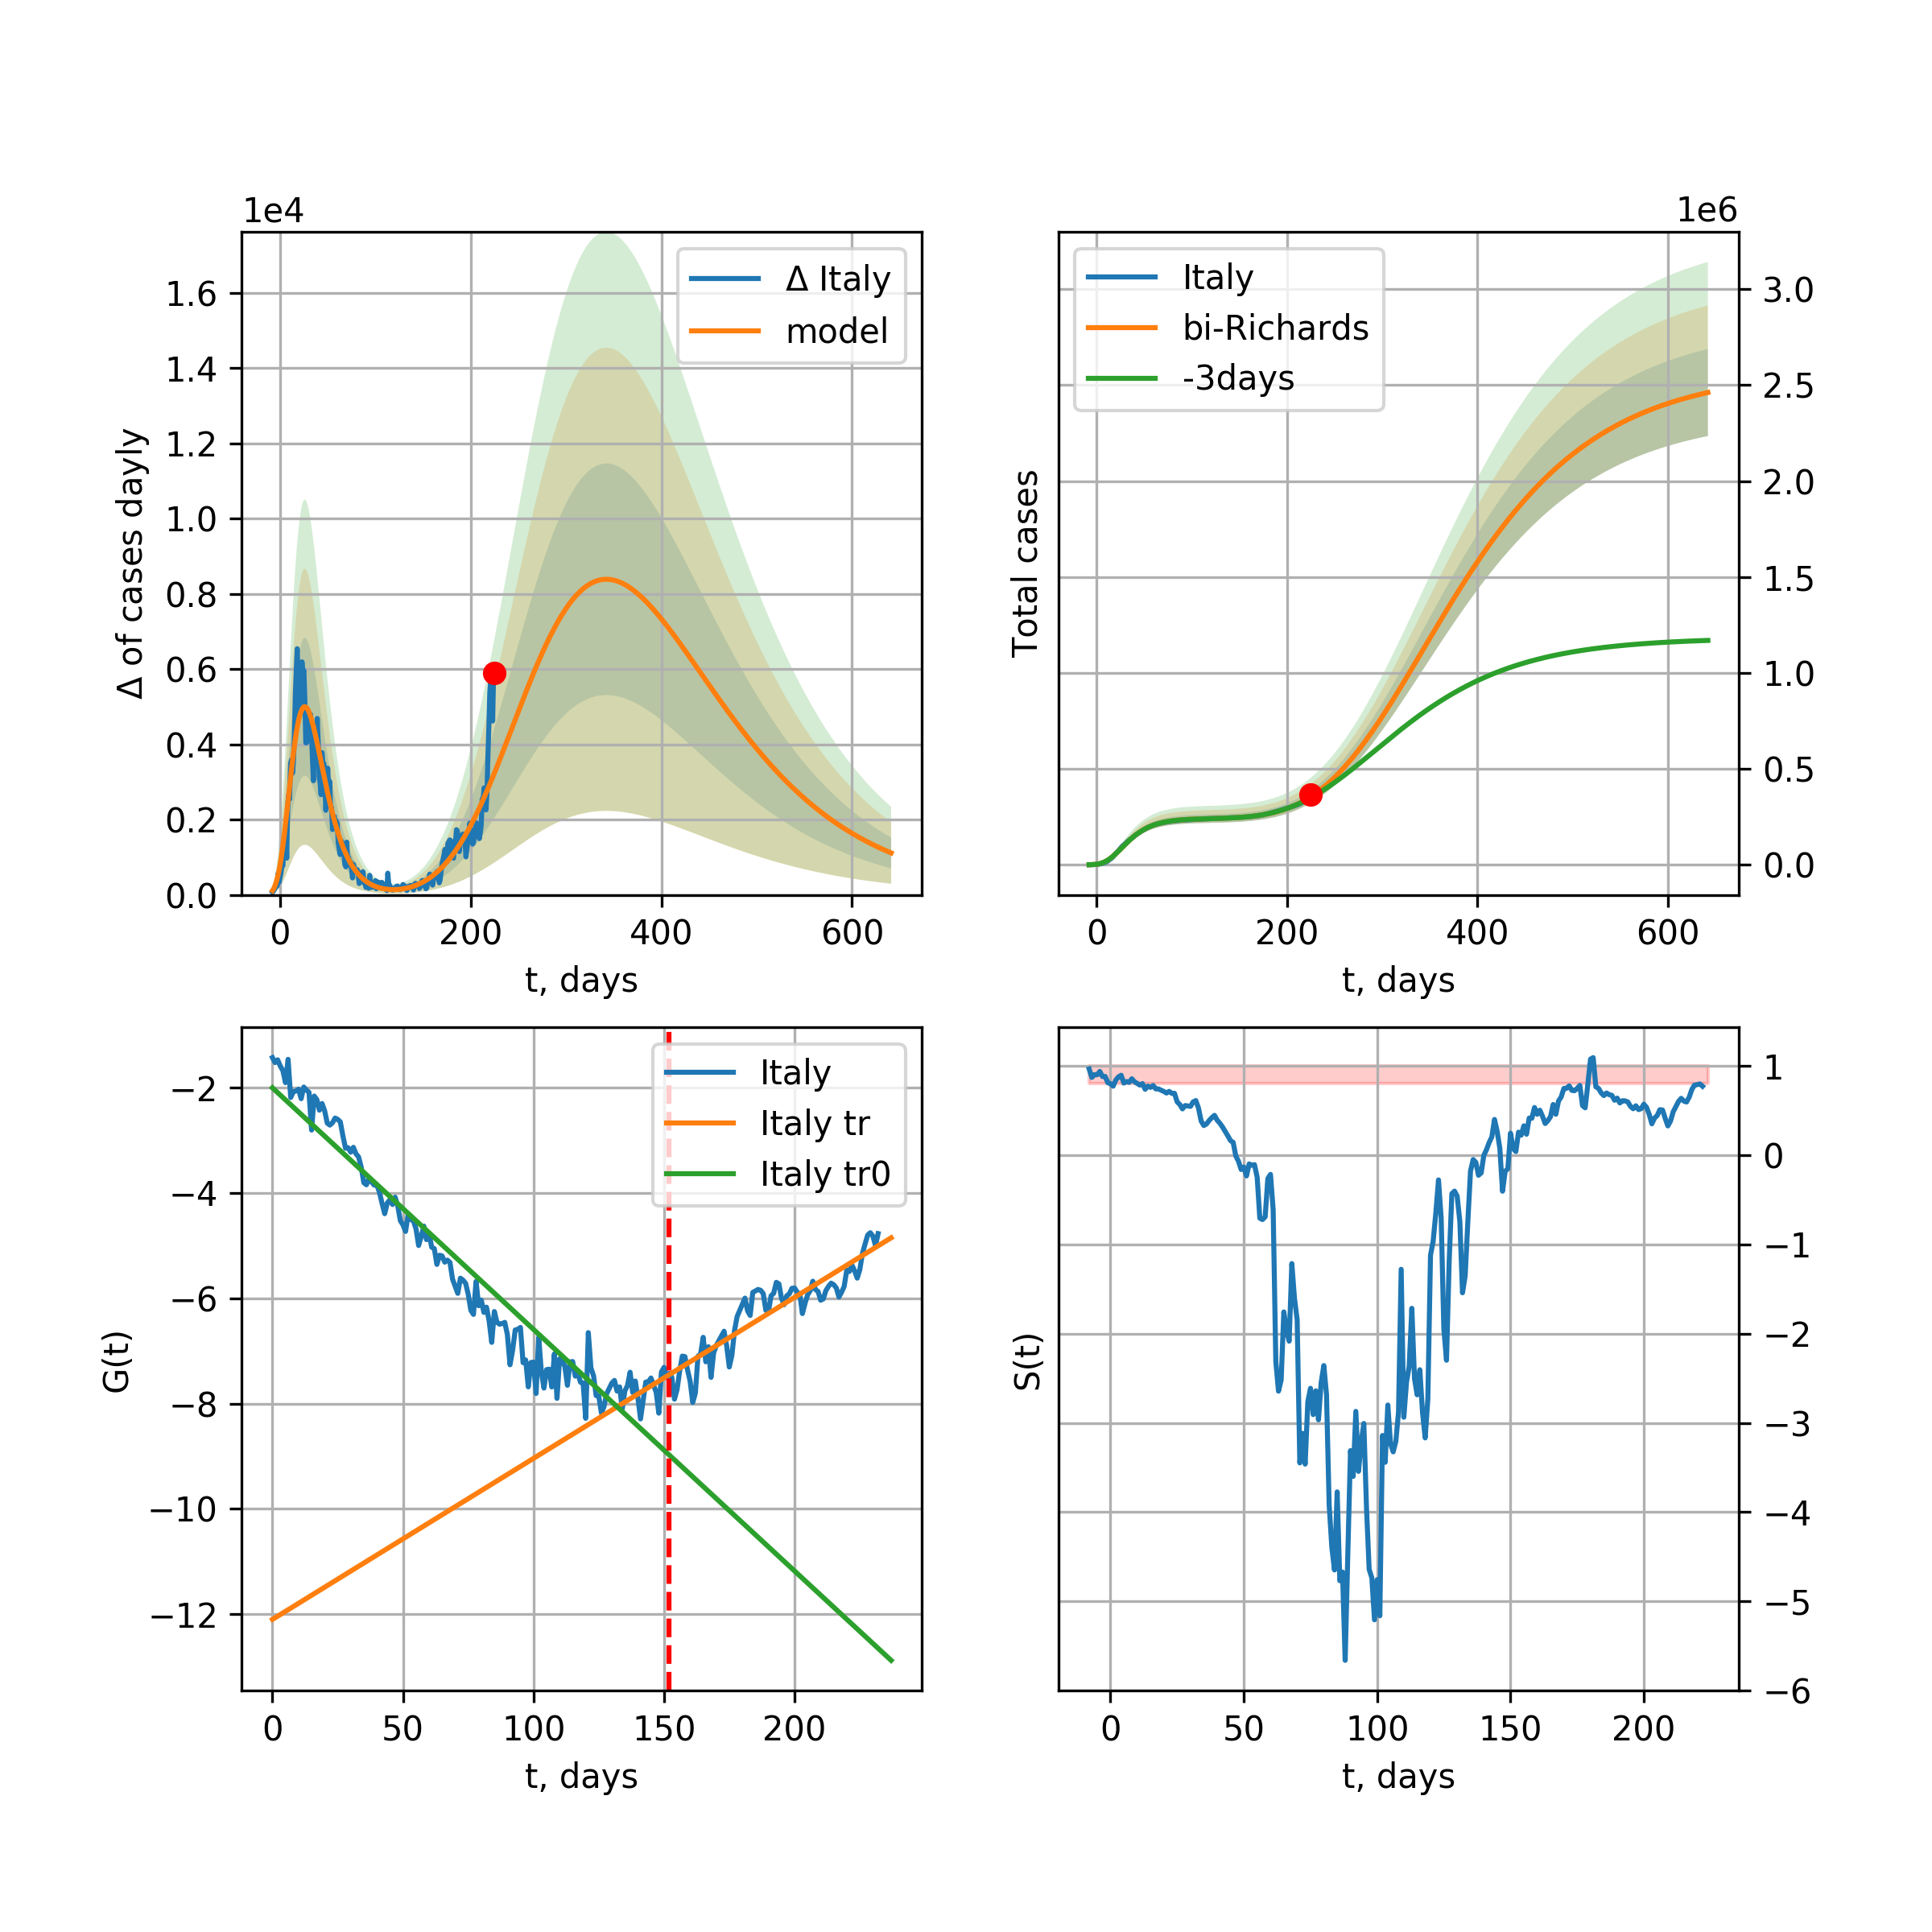 1e4
Δ of cases dayly
1.6
1.4
1.2
1.0
0.8
0.6
0.4
0.2
0.0
Δ Italy
model
0 200 400 600
t, days
1e6
Total cases
Italy
bi-Richards
-3days
3.0
2.5
2.0
1.5
1.0
0.5
0.0
0 200 400 600
t, days
G(t)
−2
−4
−6
−8
−10
−12
Italy
Italy tr
Italy tr0
0 50 100 150 200
t, days
S(t)
1
0
−1
−2
−3
−4
−5
−6
0 50 100 150 200
t, days